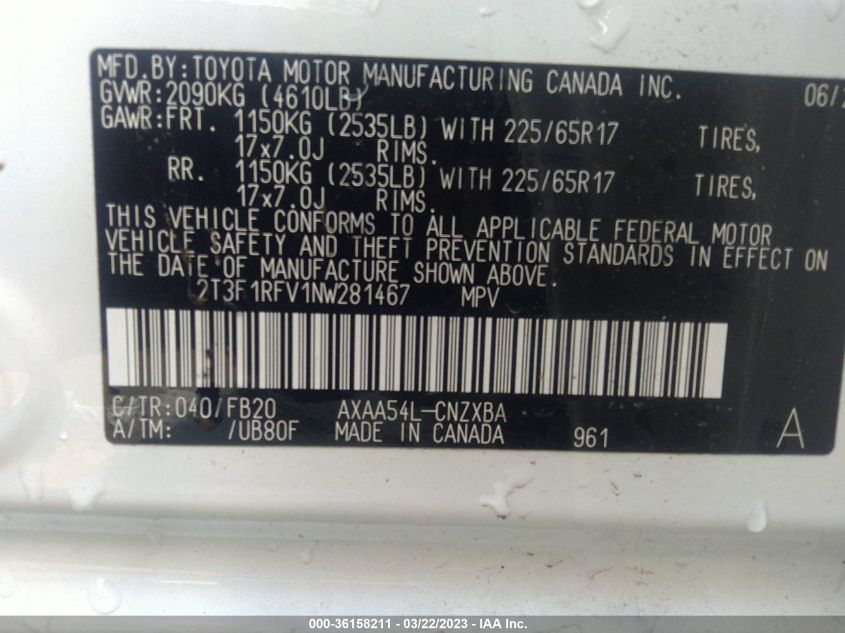 MFD.BY:TOYOTA MOTOR MANUFACTURING CANADA INC. 06/
GVWR:2090KG (4610LB)
GAWR:FRT. 1150KG (2535LB) WITH 225/65R17 TIRES,
17x7.0J RIMS.
RR. 1150KG (2535LB) WITH 225/65R17 TIRES,
17x7.0J RIMS.
THIS VEHICLE CONFORMS TO ALL APPLICABLE FEDERAL MOTOR
VEHICLE SAFETY AND THEFT PREVENTION STANDARDS IN EFFECT ON
THE DATE OF MANUFACTURE SHOWN ABOVE.
2T3F1RFV1NW281467 MPV
C/TR:040/FB20 AXAA54L-CNZXBA
A/TM: /UB80F MADE IN CANADA 961 A
000-36158211 - 03/22/2023 - IAA Inc.